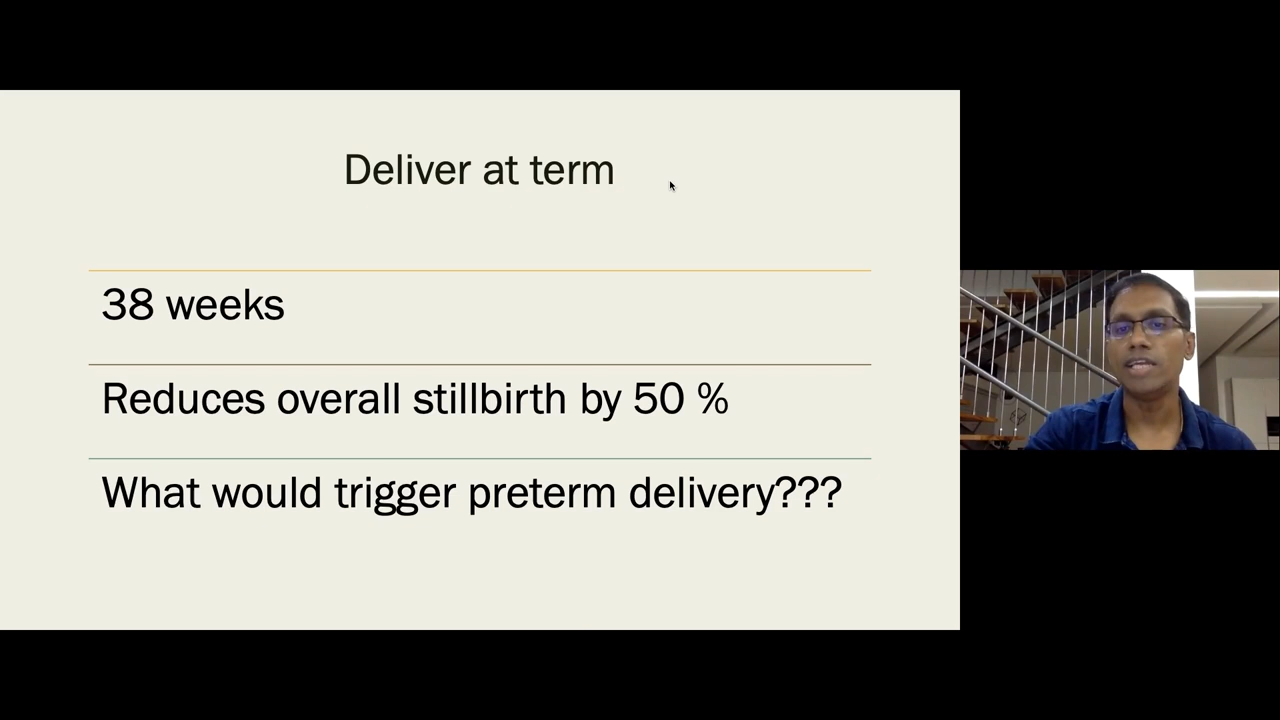 Deliver at term
38 weeks
Reduces overall stillbirth by 50 %
What would trigger preterm delivery???